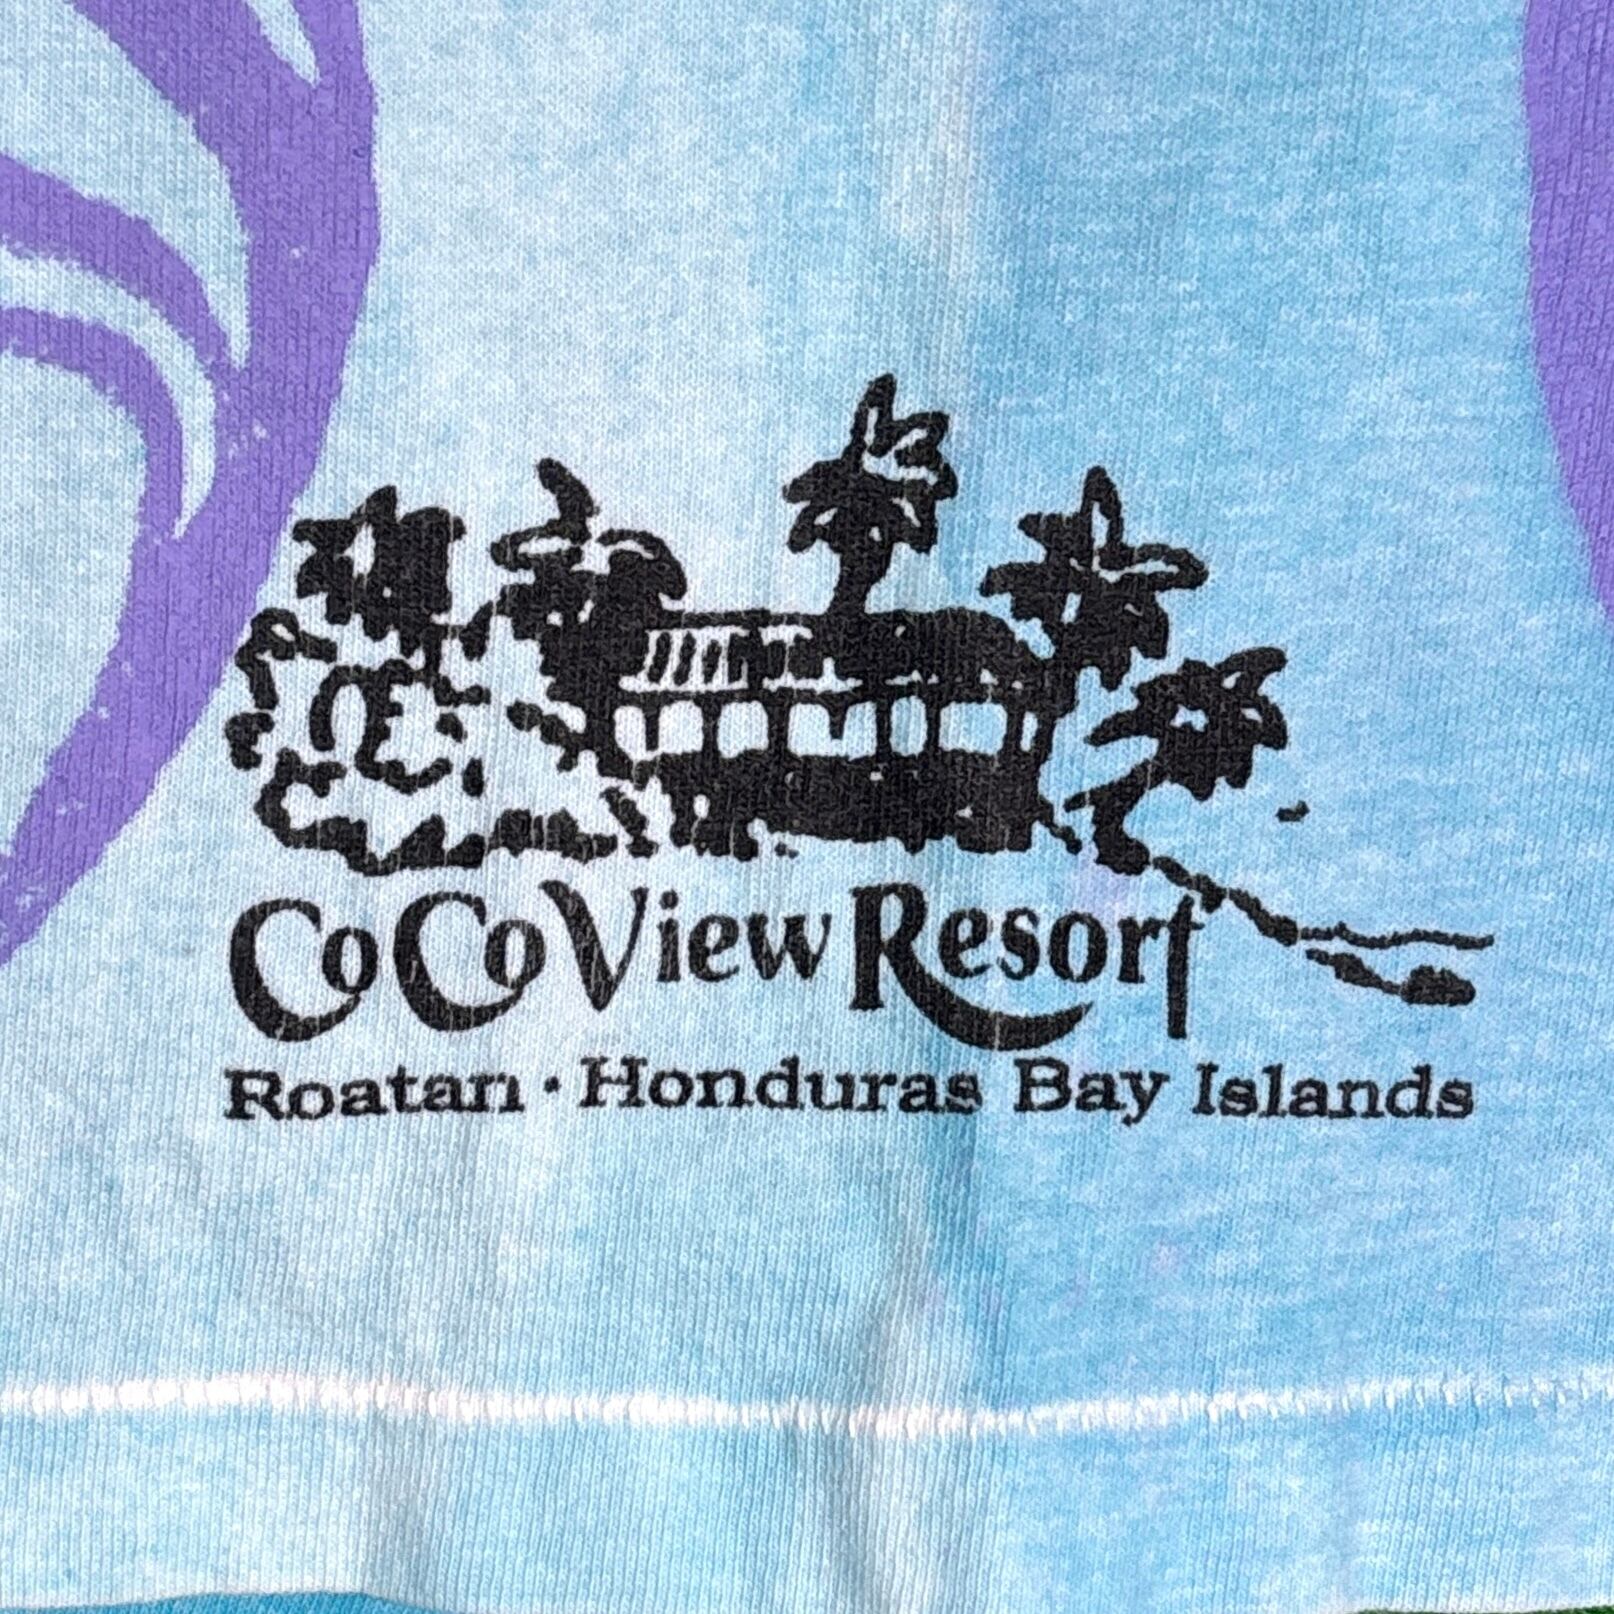 CoCoView Resort
Roatan · Honduras Bay Islands